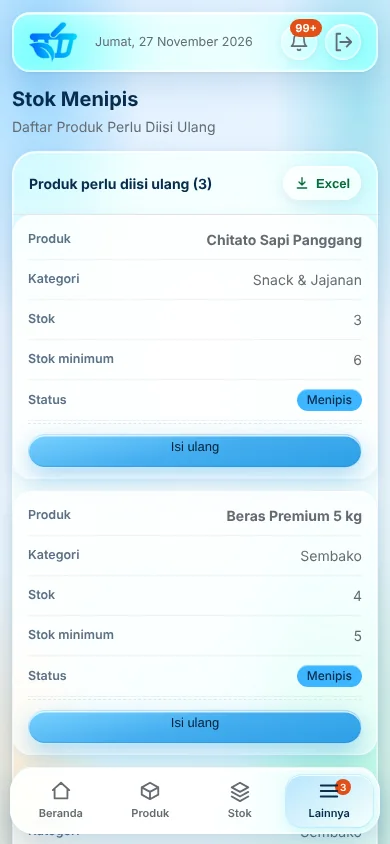 Jumat, 27 November 2026
99+
Stok Menipis
Daftar Produk Perlu Diisi Ulang
Produk perlu diisi ulang (3)
Excel
Produk Chitato Sapi Panggang
Kategori Snack & Jajanan
Stok 3
Stok minimum 6
Status Menipis
Isi ulang
Produk Beras Premium 5 kg
Kategori Sembako
Stok 4
Stok minimum 5
Status Menipis
Isi ulang
Kategori Sembako
Beranda Produk Stok Lainnya 3